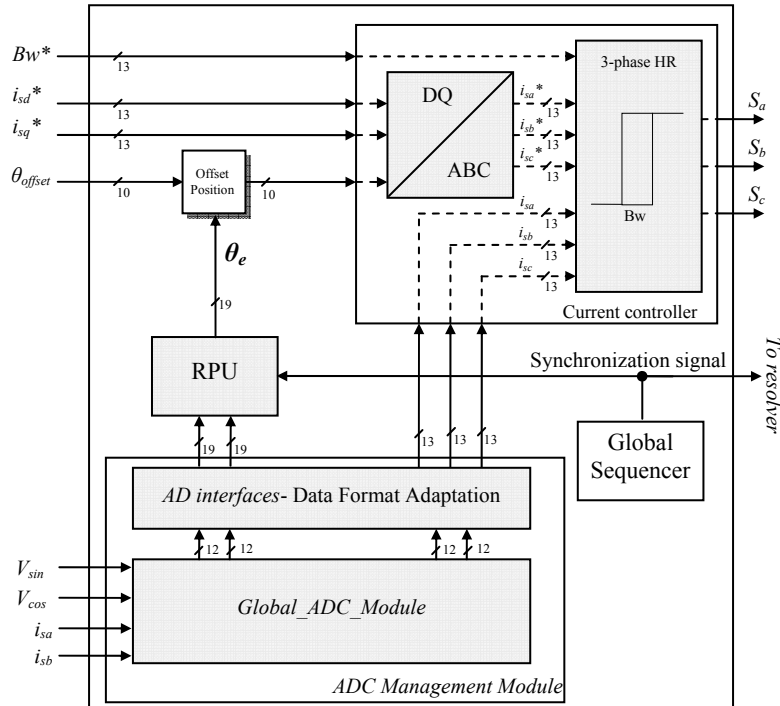 Bw*
13
i_sd*
13
i_sq*
13
θ_offset
10
Offset
Position
10
DQ
ABC
i_sa*
13
i_sb*
13
i_sc*
13
i_sa
13
i_sb
13
i_sc
13
3-phase HR
Bw
S_a
S_b
S_c
Current controller
θ_e
19
RPU
Synchronization signal
To resolver
Global
Sequencer
19
19
13
13
13
AD interfaces- Data Format Adaptation
12
12
12
12
V_sin
V_cos
i_sa
i_sb
Global_ADC_Module
ADC Management Module